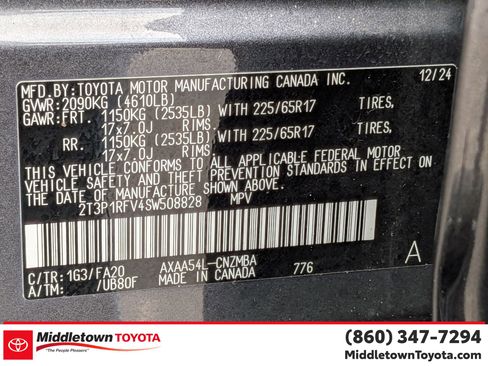 MFD. BY: TOYOTA MOTOR MANUFACTURING CANADA INC. 12/24
GVWR: 2090KG (4610LB)
GAWR: FRT. 1150KG (2535LB) WITH 225/65R17 TIRES,
17x7.0J RIMS.
RR. 1150KG (2535LB) WITH 225/65R17 TIRES,
17x7.0J RIMS.
THIS VEHICLE CONFORMS TO ALL APPLICABLE FEDERAL MOTOR
VEHICLE SAFETY AND THEFT PREVENTION STANDARDS IN EFFECT ON
THE DATE OF MANUFACTURE SHOWN ABOVE.
2T3P1RFV4SW508828 MPV
C/TR: 1G3/FA20 AXAA54L-CNZMBA 776 A
A/TM: /UB80F MADE IN CANADA
Middletown TOYOTA
"The People Pleasers"
TOYOTA
(860) 347-7294
MiddletownToyota.com